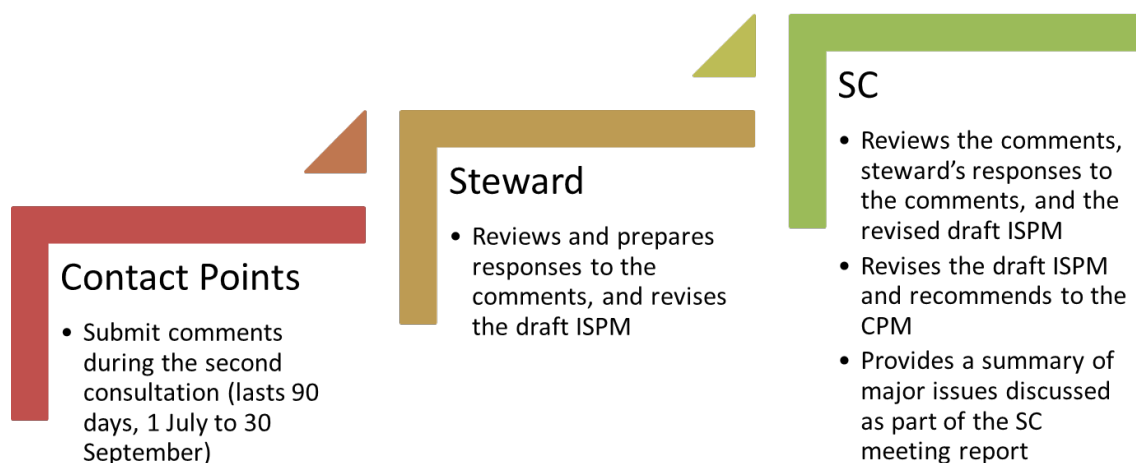 Contact Points
• Submit comments
during the second
consultation (lasts 90
days, 1 July to 30
September)
Steward
• Reviews and prepares
responses to the
comments, and revises
the draft ISPM
SC
• Reviews the comments,
steward's responses to
the comments, and the
revised draft ISPM
• Revises the draft ISPM
and recommends to the
CPM
• Provides a summary of
major issues discussed
as part of the SC
meeting report